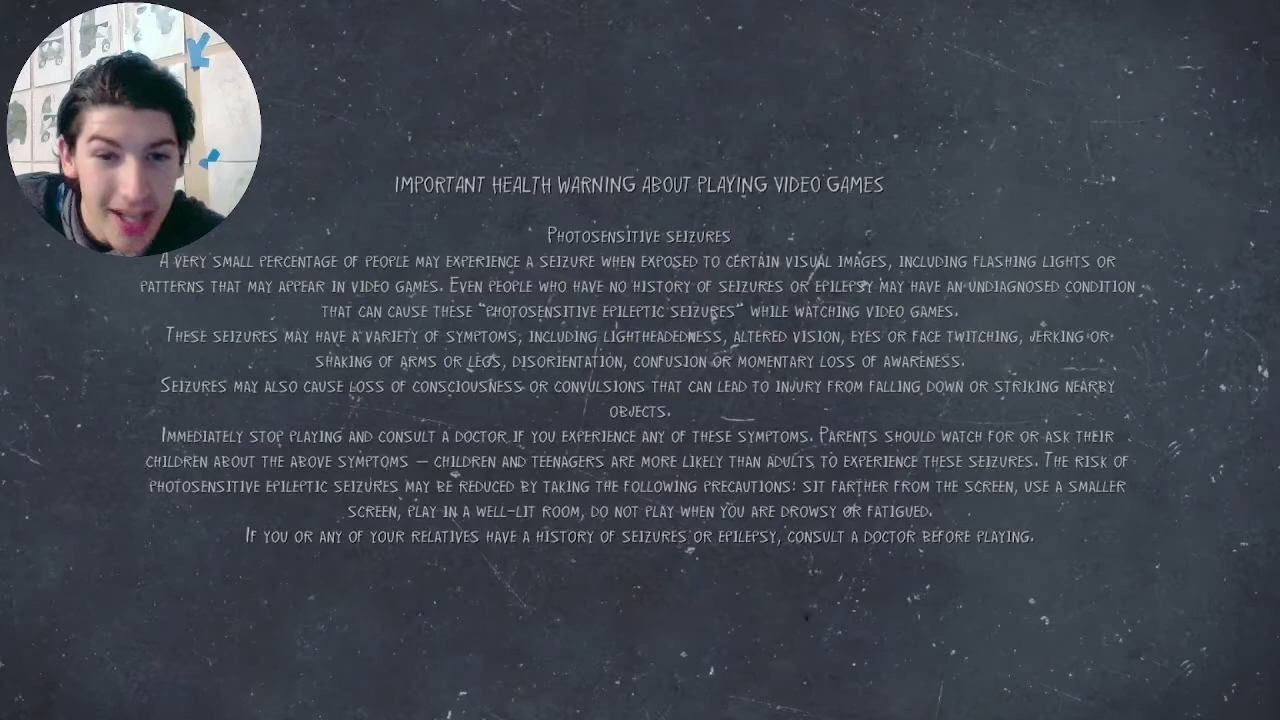 IMPORTANT HEALTH WARNING ABOUT PLAYING VIDEO GAMES
PHOTOSENSITIVE SEIZURES
A VERY SMALL PERCENTAGE OF PEOPLE MAY EXPERIENCE A SEIZURE WHEN EXPOSED TO CERTAIN VISUAL IMAGES, INCLUDING FLASHING LIGHTS OR
PATTERNS THAT MAY APPEAR IN VIDEO GAMES. EVEN PEOPLE WHO HAVE NO HISTORY OF SEIZURES OR EPILEPSY MAY HAVE AN UNDIAGNOSED CONDITION
THAT CAN CAUSE THESE "PHOTOSENSITIVE EPILEPTIC SEIZURES" WHILE WATCHING VIDEO GAMES.
THESE SEIZURES MAY HAVE A VARIETY OF SYMPTOMS, INCLUDING LIGHTHEADEDNESS, ALTERED VISION, EYES OR FACE TWITCHING, JERKING OR
SHAKING OF ARMS OR LEGS, DISORIENTATION, CONFUSION OR MOMENTARY LOSS OF AWARENESS.
SEIZURES MAY ALSO CAUSE LOSS OF CONSCIOUSNESS OR CONVULSIONS THAT CAN LEAD TO INJURY FROM FALLING DOWN OR STRIKING NEARBY
OBJECTS.
IMMEDIATELY STOP PLAYING AND CONSULT A DOCTOR IF YOU EXPERIENCE ANY OF THESE SYMPTOMS. PARENTS SHOULD WATCH FOR OR ASK THEIR
CHILDREN ABOUT THE ABOVE SYMPTOMS – CHILDREN AND TEENAGERS ARE MORE LIKELY THAN ADULTS TO EXPERIENCE THESE SEIZURES. THE RISK OF
PHOTOSENSITIVE EPILEPTIC SEIZURES MAY BE REDUCED BY TAKING THE FOLLOWING PRECAUTIONS: SIT FARTHER FROM THE SCREEN, USE A SMALLER
SCREEN, PLAY IN A WELL-LIT ROOM, DO NOT PLAY WHEN YOU ARE DROWSY OR FATIGUED.
IF YOU OR ANY OF YOUR RELATIVES HAVE A HISTORY OF SEIZURES OR EPILEPSY, CONSULT A DOCTOR BEFORE PLAYING.